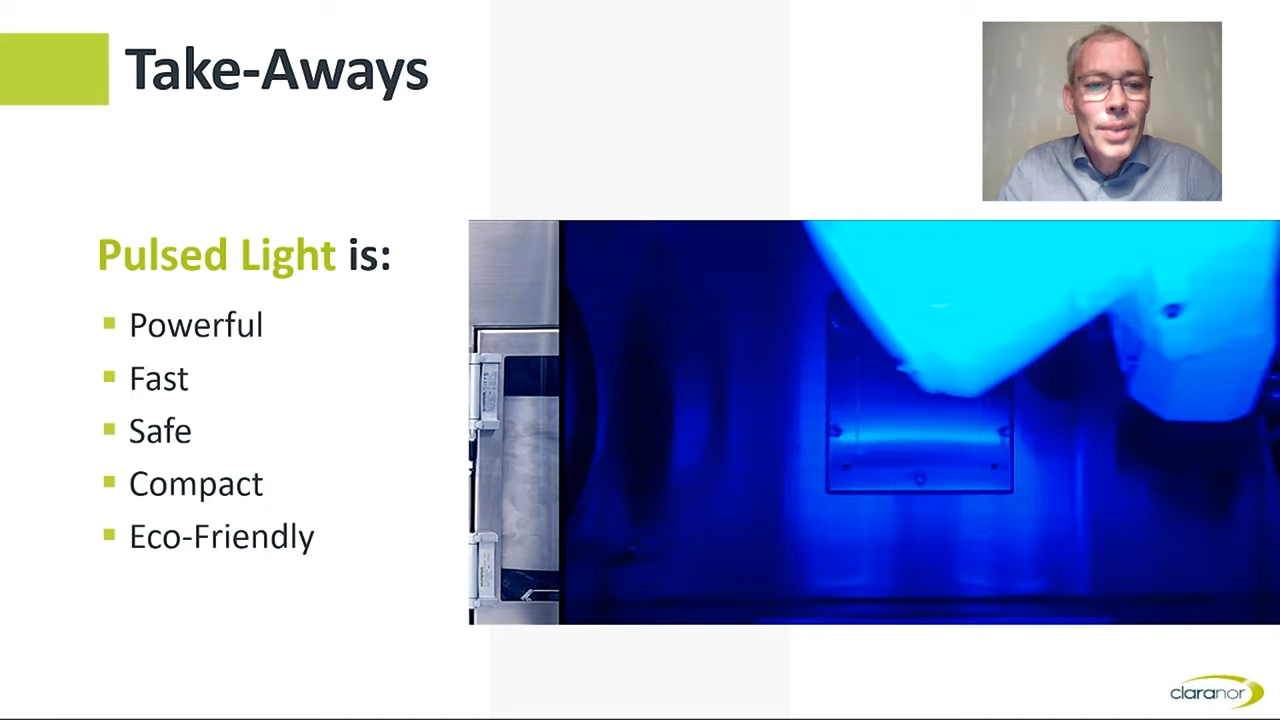 Take-Aways
Pulsed Light is:
Powerful
Fast
Safe
Compact
Eco-Friendly
claranor